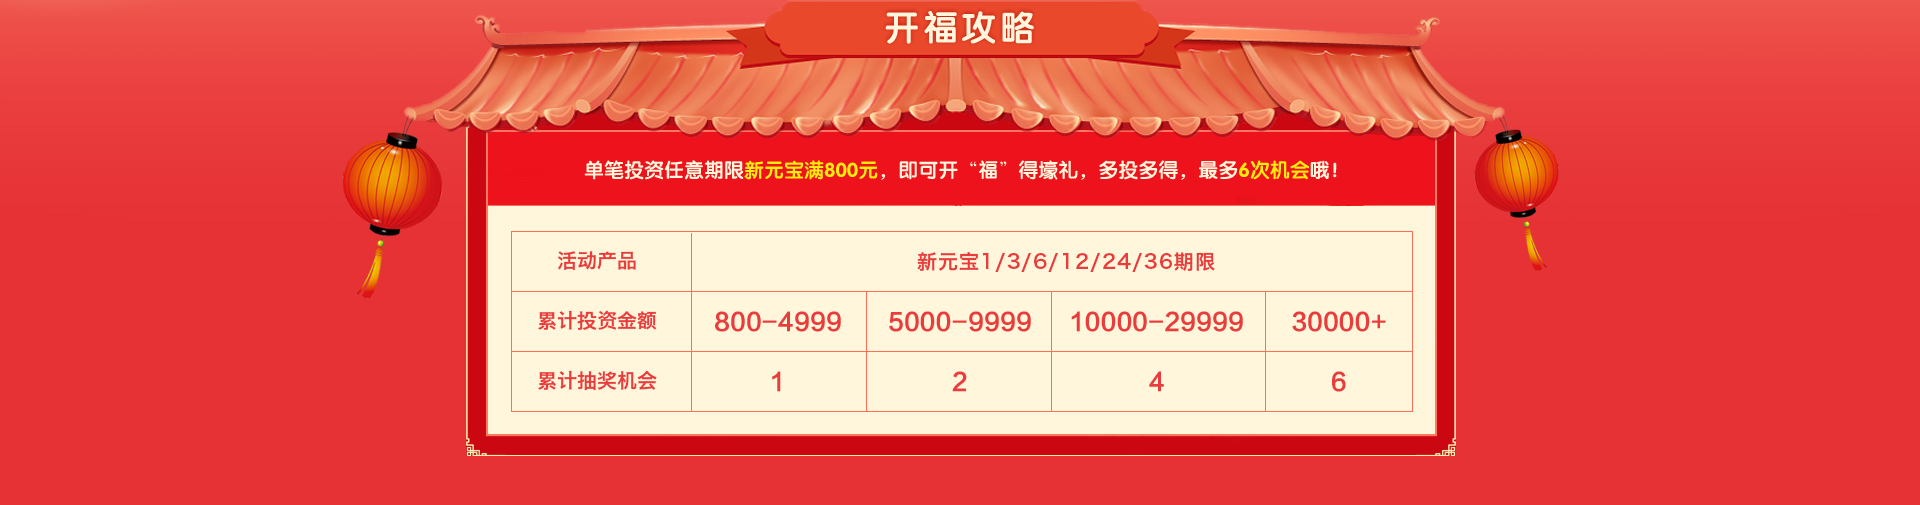 开福攻略
单笔投资任意期限新元宝满800元，即可开“福”得壕礼，多投多得，最多6次机会哦！
活动产品 新元宝1/3/6/12/24/36期限
累计投资金额 800-4999 5000-9999 10000-29999 30000+
累计抽奖机会 1 2 4 6